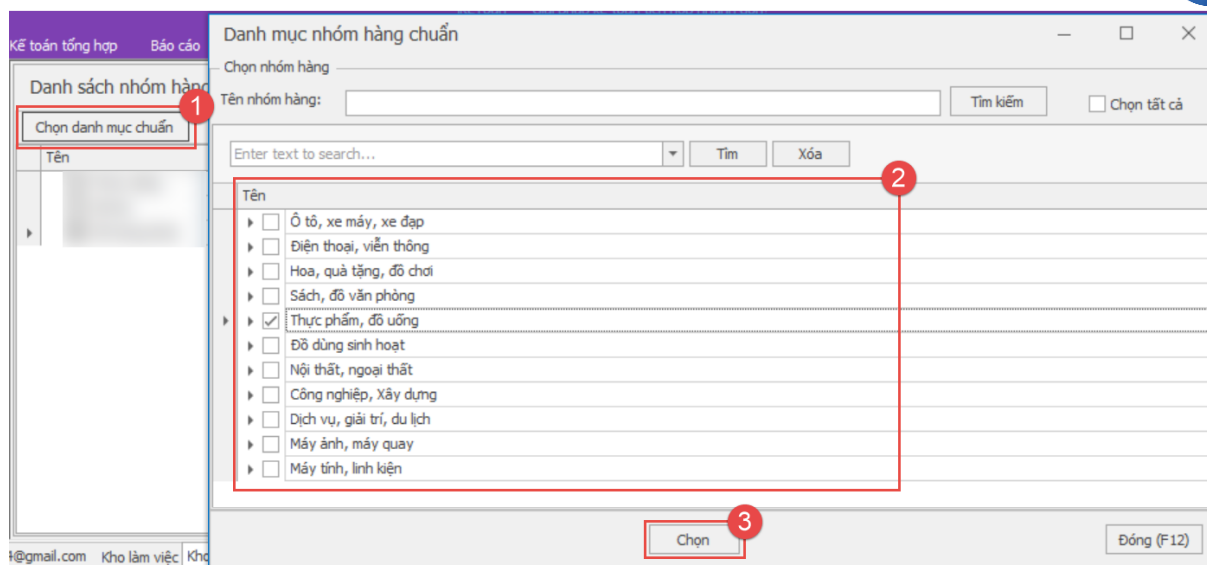 Kế toán tổng hợp Báo cáo
Danh sách nhóm hàng
1
Chọn danh mục chuẩn
Tên
Danh mục nhóm hàng chuẩn
Chọn nhóm hàng
Tên nhóm hàng: Tìm kiếm Chọn tất cả
Enter text to search... Tìm Xóa
2
Tên
Ô tô, xe máy, xe đạp
Điện thoại, viễn thông
Hoa, quà tặng, đồ chơi
Sách, đồ văn phòng
Thực phẩm, đồ uống
Đồ dùng sinh hoạt
Nội thất, ngoại thất
Công nghiệp, Xây dựng
Dịch vụ, giải trí, du lịch
Máy ảnh, máy quay
Máy tính, linh kiện
3
Chọn Đóng (F12)
@gmail.com Kho làm việc Kho